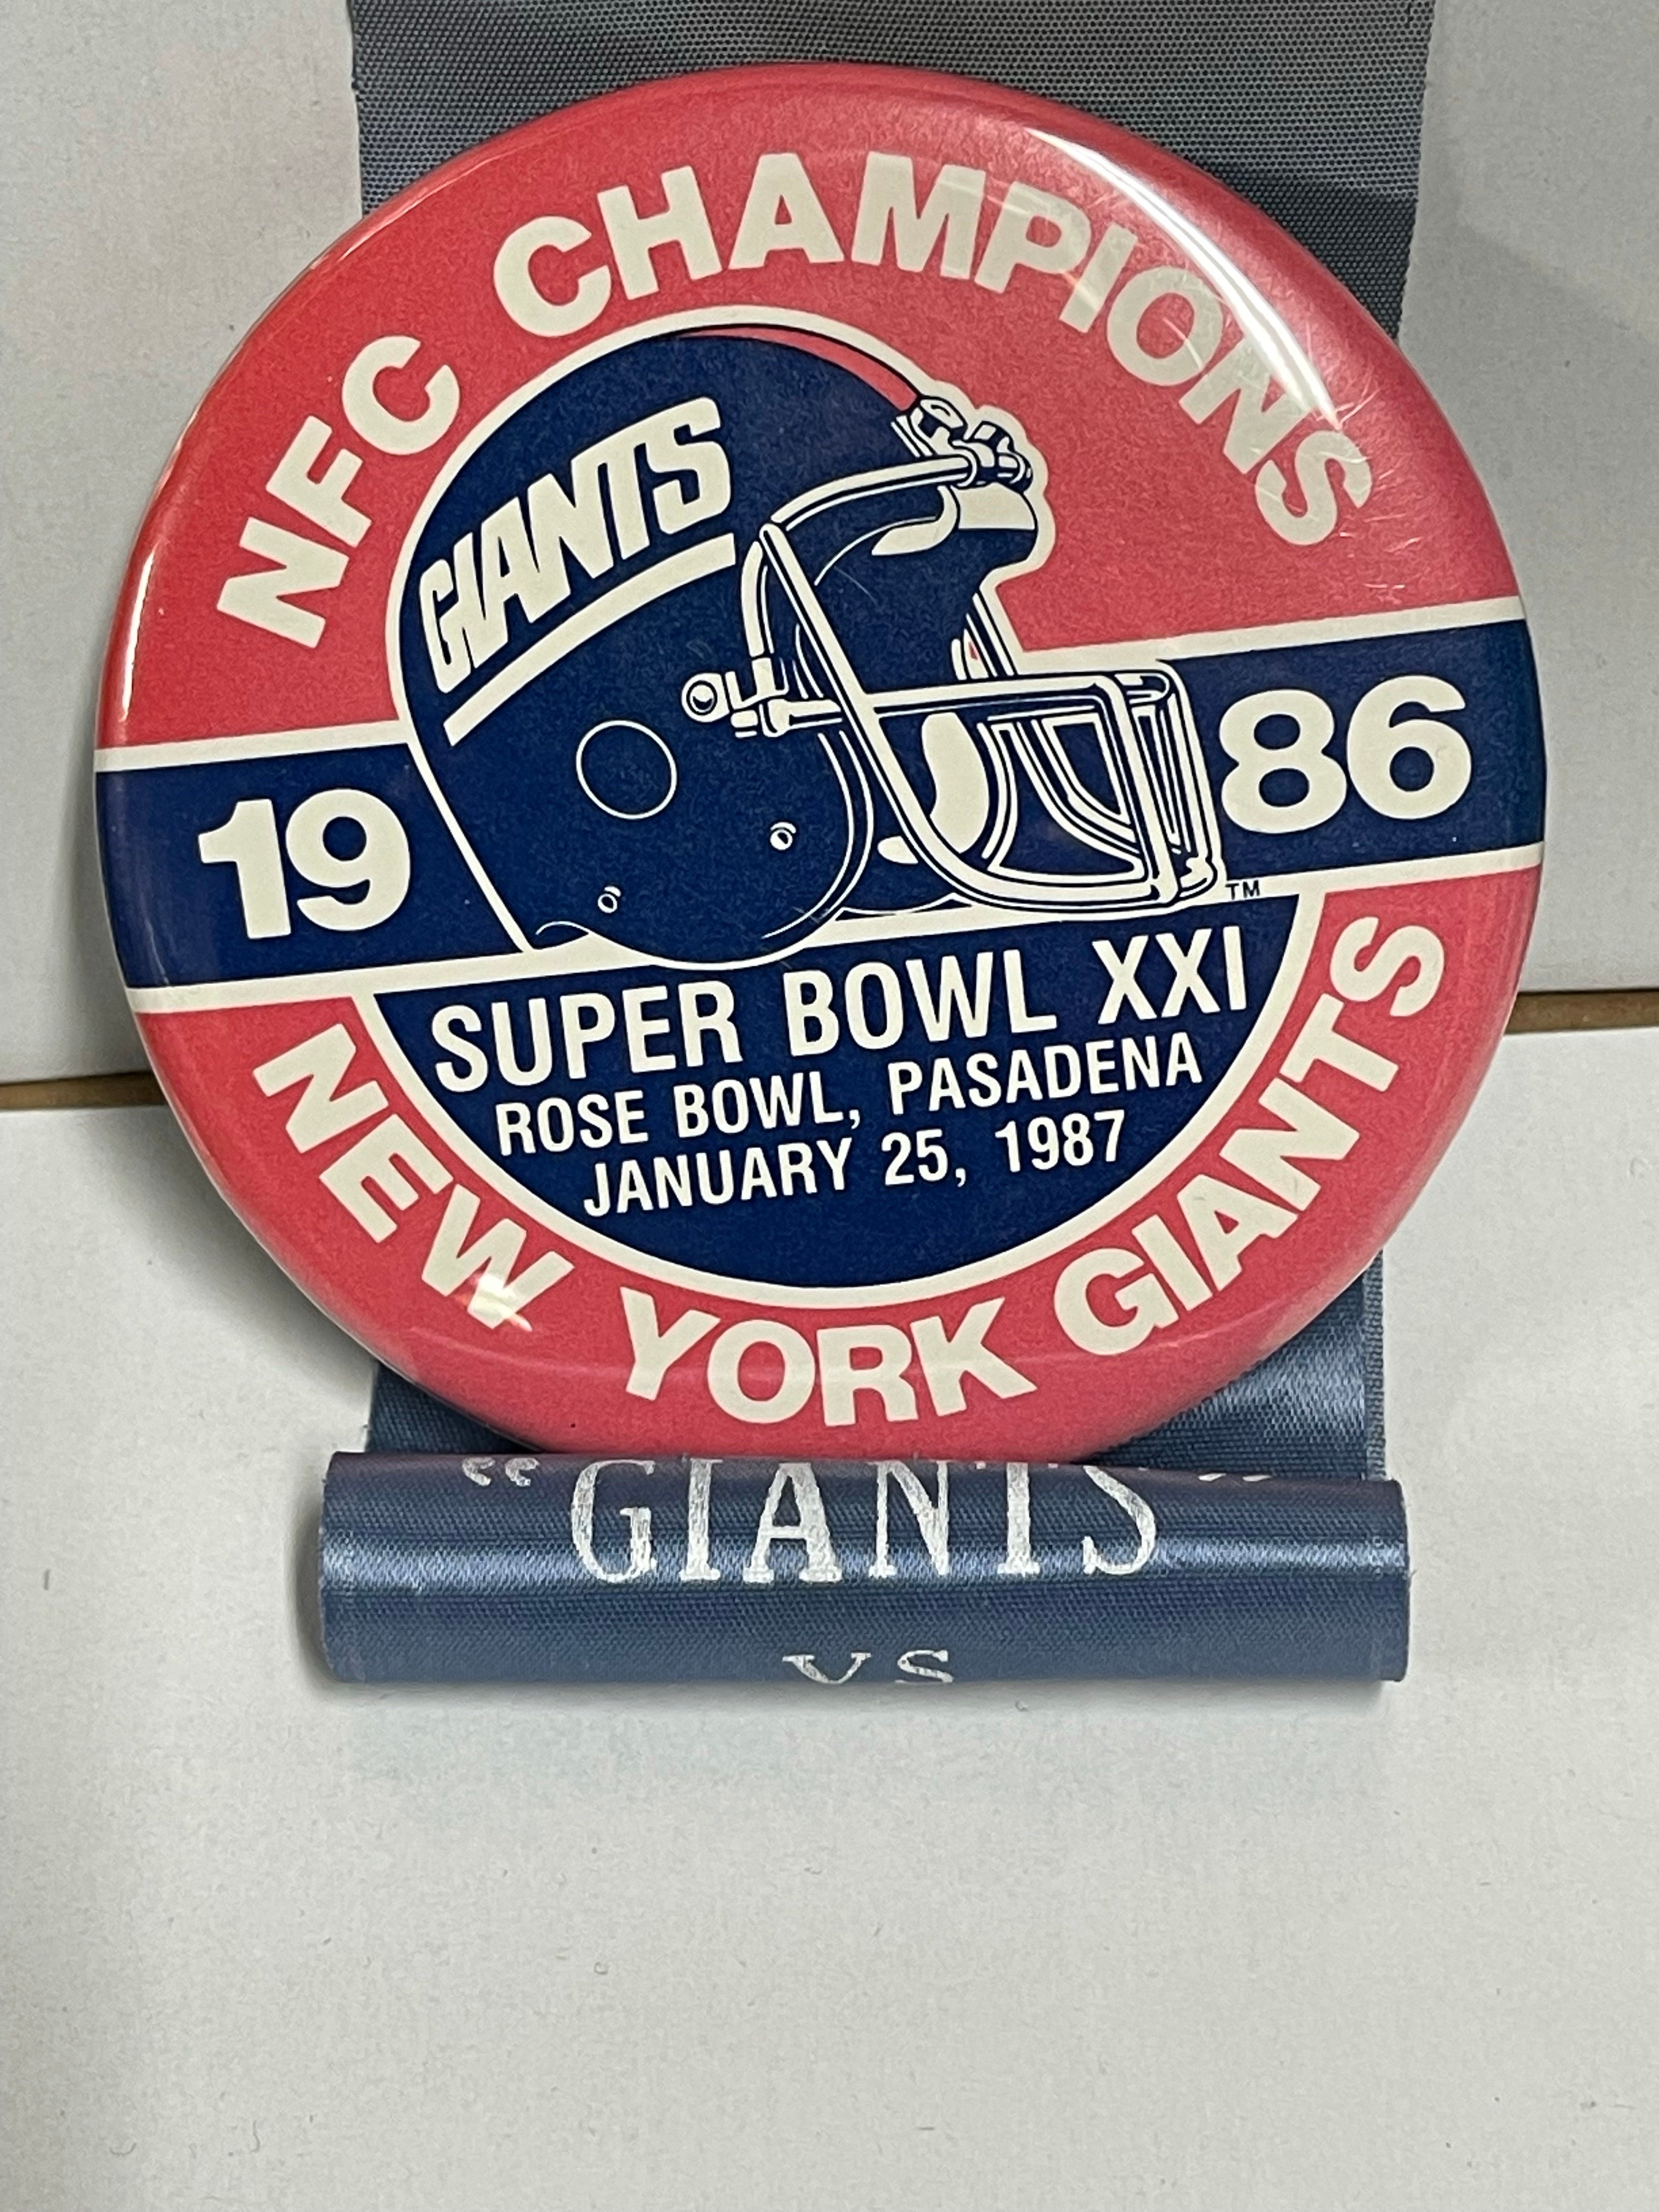 NFC CHAMPIONS
GIANTS
19 86
TM
SUPER BOWL XXI
ROSE BOWL, PASADENA
JANUARY 25, 1987
NEW YORK GIANTS
"GIANTS"
VS